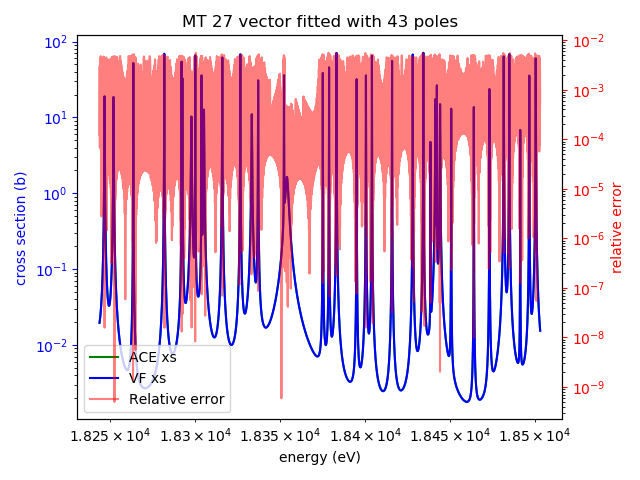 MT 27 vector fitted with 43 poles
10²
10¹
10⁰
10⁻¹
10⁻²
cross section (b)
10⁻²
10⁻³
10⁻⁴
10⁻⁵
10⁻⁶
10⁻⁷
10⁻⁸
10⁻⁹
relative error
ACE xs
VF xs
Relative error
1.825 × 10⁴ 1.83 × 10⁴ 1.835 × 10⁴ 1.84 × 10⁴ 1.845 × 10⁴ 1.85 × 10⁴
energy (eV)